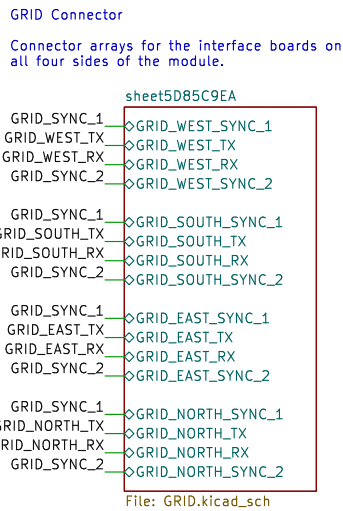 GRID Connector
Connector arrays for the interface boards on
all four sides of the module.
sheet5D85C9EA
GRID_SYNC_1 GRID_WEST_SYNC_1
GRID_WEST_TX GRID_WEST_TX
GRID_WEST_RX GRID_WEST_RX
GRID_SYNC_2 GRID_WEST_SYNC_2
GRID_SYNC_1 GRID_SOUTH_SYNC_1
GRID_SOUTH_TX GRID_SOUTH_TX
RID_SOUTH_RX GRID_SOUTH_RX
GRID_SYNC_2 GRID_SOUTH_SYNC_2
GRID_SYNC_1 GRID_EAST_SYNC_1
GRID_EAST_TX GRID_EAST_TX
GRID_EAST_RX GRID_EAST_RX
GRID_SYNC_2 GRID_EAST_SYNC_2
GRID_SYNC_1 GRID_NORTH_SYNC_1
GRID_NORTH_TX GRID_NORTH_TX
RID_NORTH_RX GRID_NORTH_RX
GRID_SYNC_2 GRID_NORTH_SYNC_2
File: GRID.kicad_sch